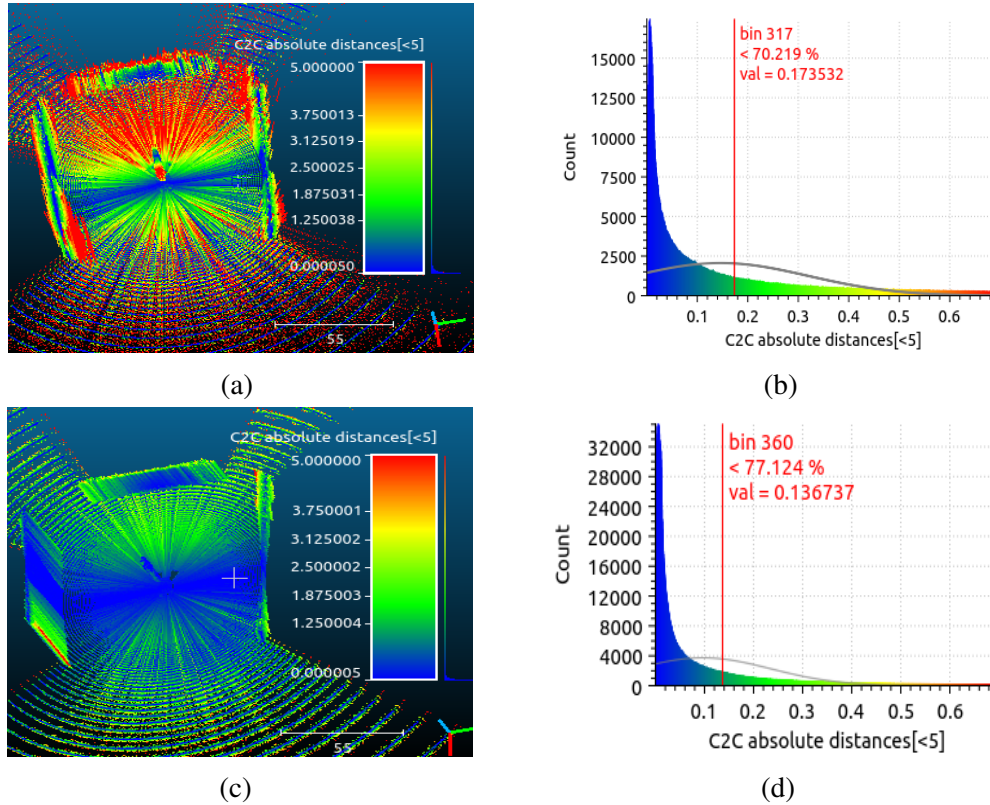 C2C absolute distances[<5]
5.000000
3.750013
3.125019
2.500025
1.875031
1.250038
0.000050
55
(a)
bin 317
< 70.219 %
val = 0.173532
Count
17500
15000
12500
10000
7500
5000
2500
0
0.1 0.2 0.3 0.4 0.5 0.6
C2C absolute distances[<5]
(b)
C2C absolute distances[<5]
5.000000
3.750001
3.125002
2.500002
1.875003
1.250004
0.000005
55
(c)
bin 360
< 77.124 %
val = 0.136737
Count
32000
28000
24000
20000
16000
12000
8000
4000
0
0.1 0.2 0.3 0.4 0.5 0.6
C2C absolute distances[<5]
(d)